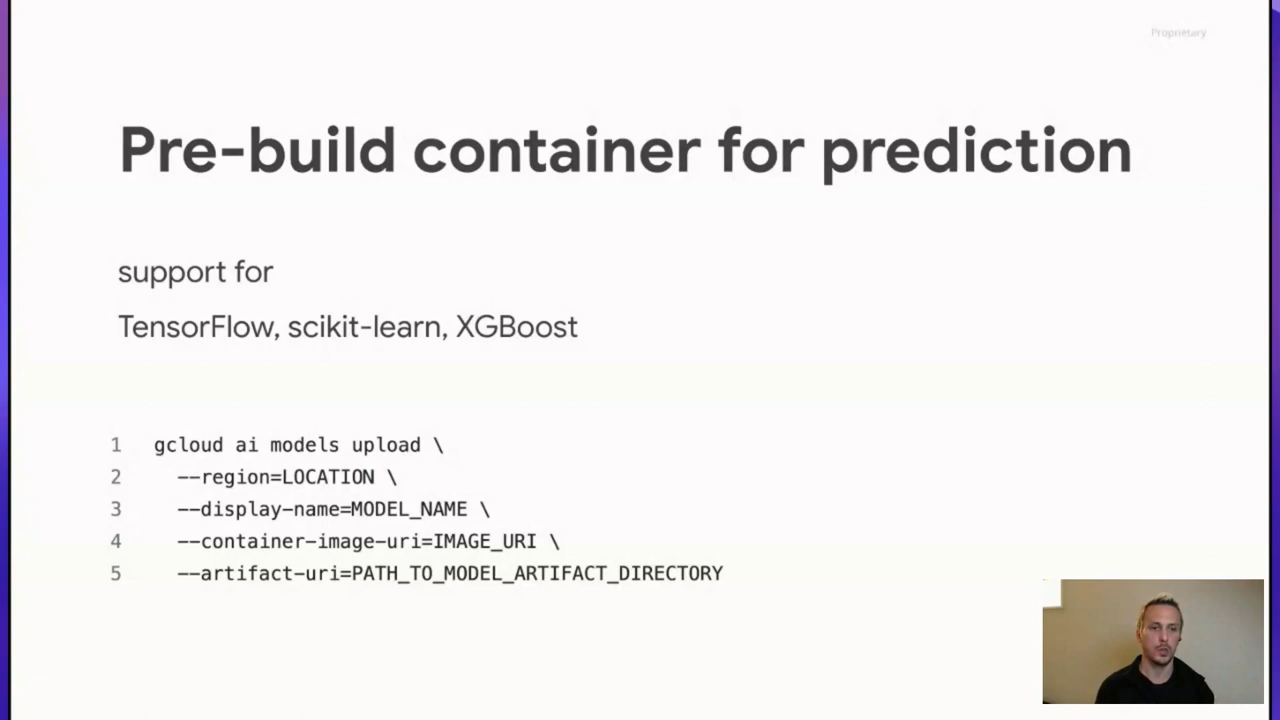 Proprietary
Pre-build container for prediction
support for
TensorFlow, scikit-learn, XGBoost
1 gcloud ai models upload \
2 --region=LOCATION \
3 --display-name=MODEL_NAME \
4 --container-image-uri=IMAGE_URI \
5 --artifact-uri=PATH_TO_MODEL_ARTIFACT_DIRECTORY